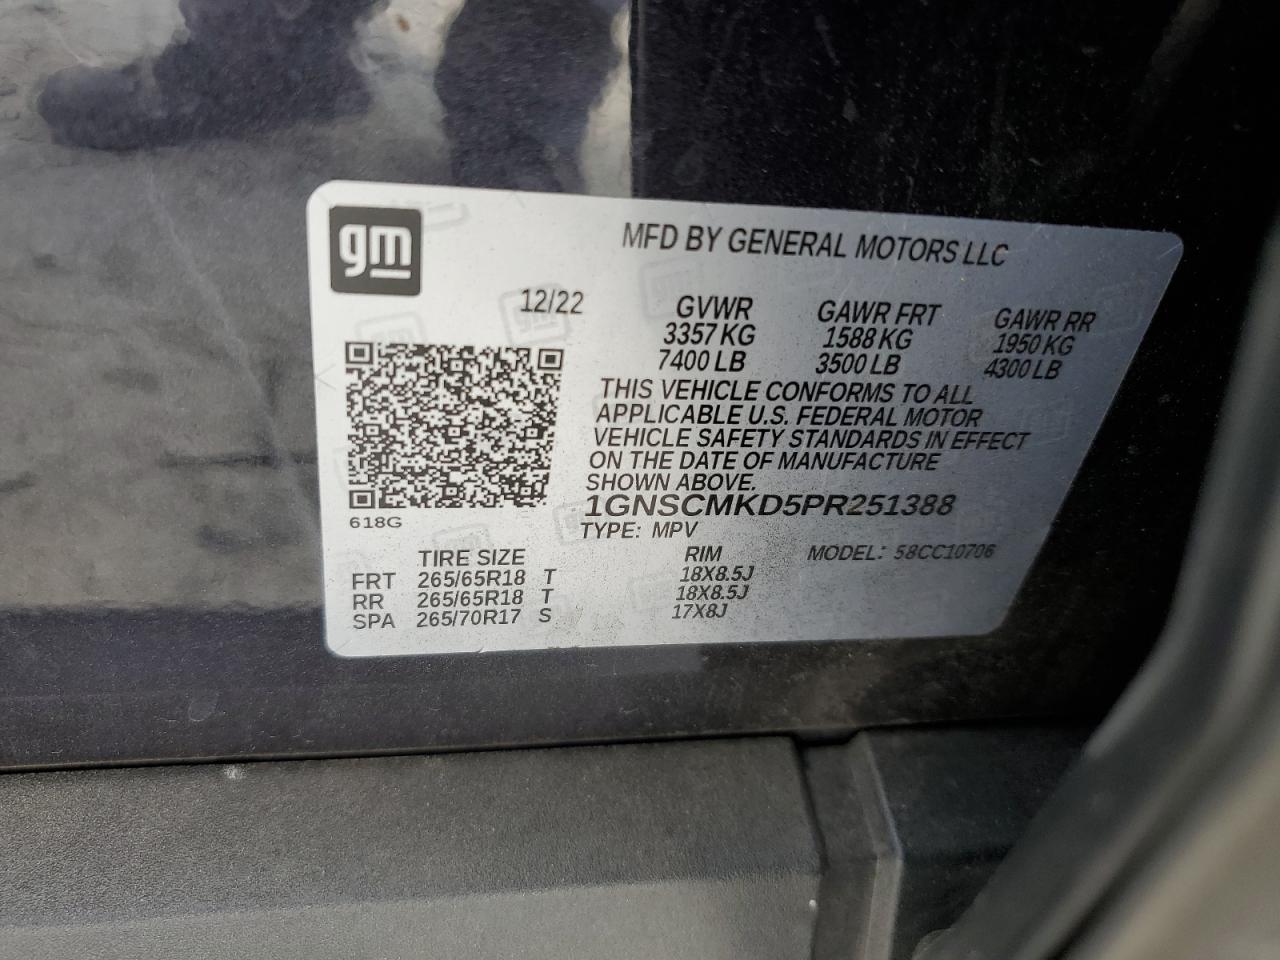 gm
MFD BY GENERAL MOTORS LLC
12/22 GVWR GAWR FRT GAWR RR
3357 KG 1588 KG 1950 KG
7400 LB 3500 LB 4300 LB
THIS VEHICLE CONFORMS TO ALL
APPLICABLE U.S. FEDERAL MOTOR
VEHICLE SAFETY STANDARDS IN EFFECT
ON THE DATE OF MANUFACTURE
SHOWN ABOVE.
1GNSCMKD5PR251388
618G TYPE: MPV
TIRE SIZE RIM MODEL: 58CC10706
FRT 265/65R18 T 18X8.5J
RR 265/65R18 T 18X8.5J
SPA 265/70R17 S 17X8J